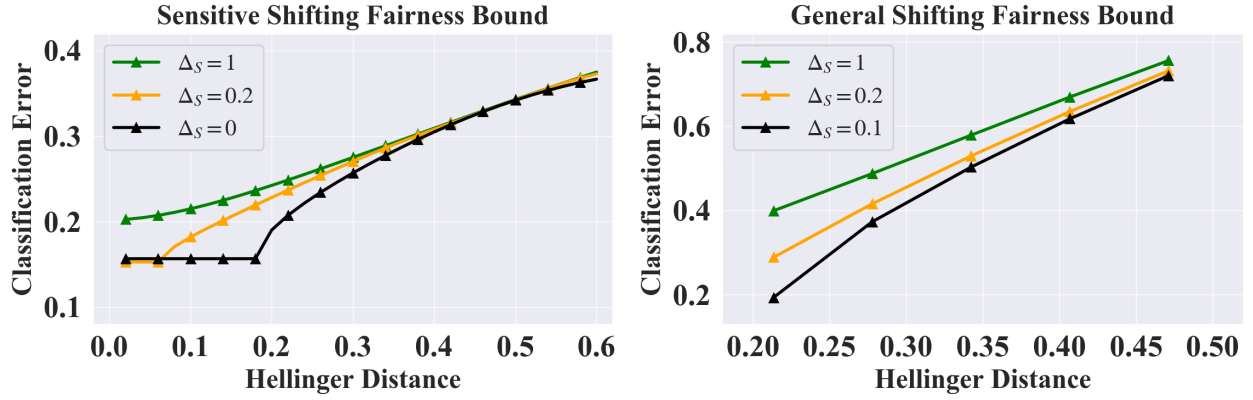 Sensitive Shifting Fairness Bound
Classification Error
0.4
0.3
0.2
0.1
Δ_S = 1
Δ_S = 0.2
Δ_S = 0
0.0 0.1 0.2 0.3 0.4 0.5 0.6
Hellinger Distance
General Shifting Fairness Bound
Classification Error
0.8
0.6
0.4
0.2
Δ_S = 1
Δ_S = 0.2
Δ_S = 0.1
0.20 0.25 0.30 0.35 0.40 0.45 0.50
Hellinger Distance